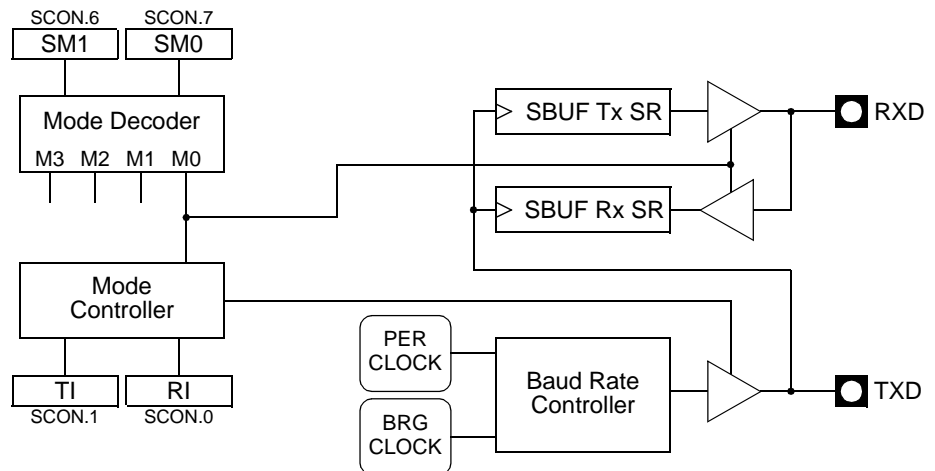 SCON.6
SCON.7
SM1
SM0
Mode Decoder
M3 M2 M1 M0
SBUF Tx SR
RXD
SBUF Rx SR
Mode
Controller
TI
RI
SCON.1
SCON.0
PER
CLOCK
BRG
CLOCK
Baud Rate
Controller
TXD